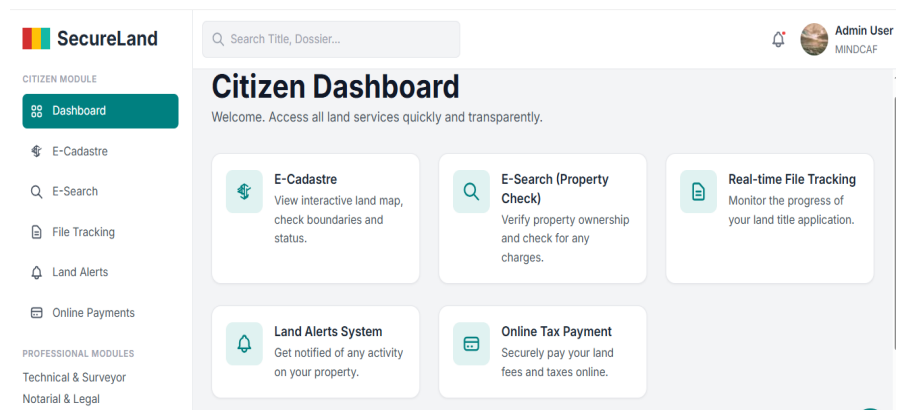 SecureLand
Search Title, Dossier...
Admin User
MINDCAF
CITIZEN MODULE
Dashboard
E-Cadastre
E-Search
File Tracking
Land Alerts
Online Payments
PROFESSIONAL MODULES
Technical & Surveyor
Notarial & Legal
Citizen Dashboard
Welcome. Access all land services quickly and transparently.
E-Cadastre
View interactive land map,
check boundaries and
status.
E-Search (Property
Check)
Verify property ownership
and check for any
charges.
Real-time File Tracking
Monitor the progress of
your land title application.
Land Alerts System
Get notified of any activity
on your property.
Online Tax Payment
Securely pay your land
fees and taxes online.